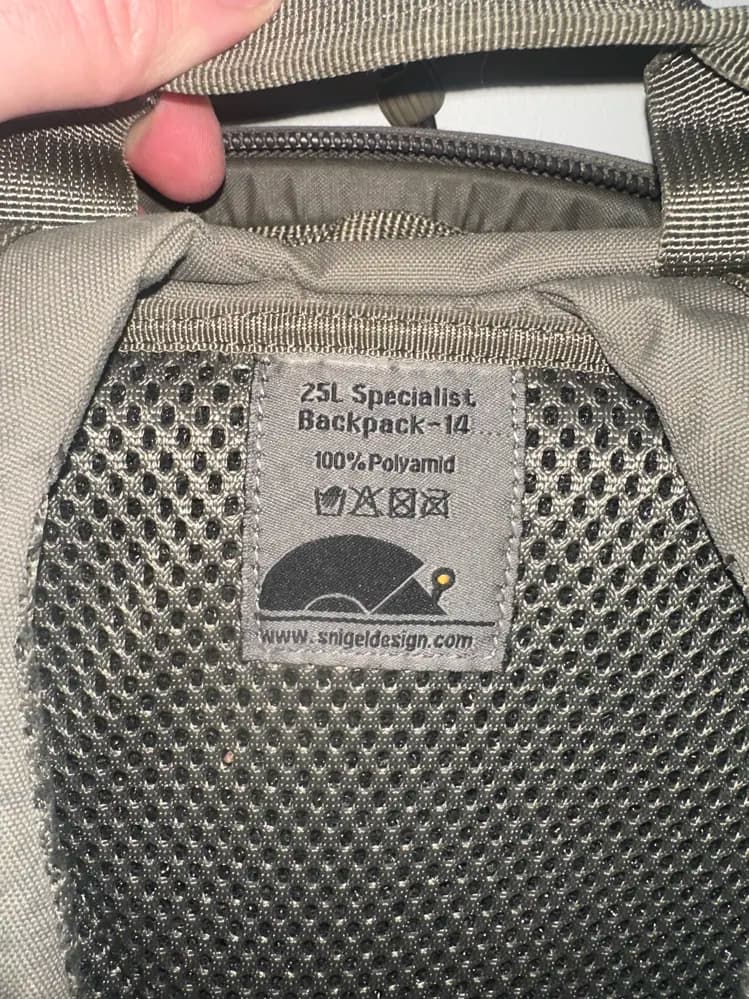 25L Specialist
Backpack-14
100% Polyamid
www.snigeldesign.com